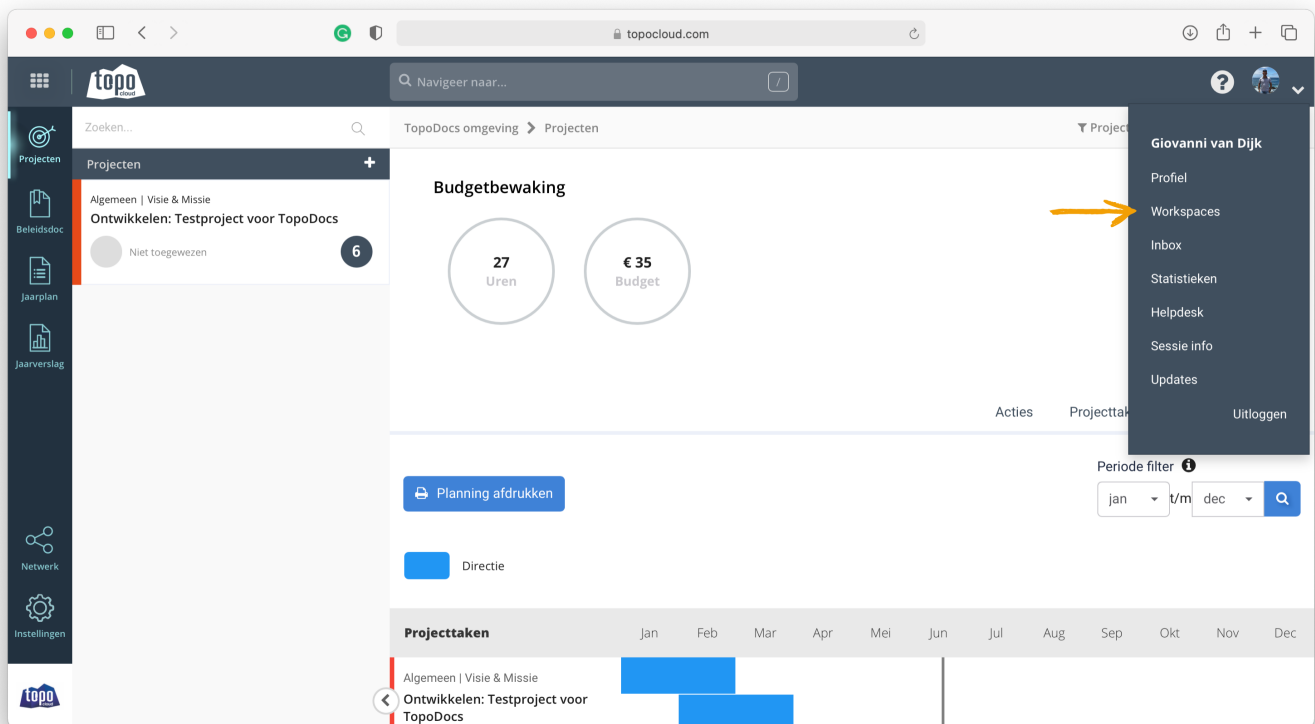 topocloud.com
topo
cloud
Navigeer naar...
/
?
Projecten
Beleidsdoc
Jaarplan
Jaarverslag
Netwerk
Instellingen
topo
cloud
Zoeken...
Projecten
Algemeen | Visie & Missie
Ontwikkelen: Testproject voor TopoDocs
Niet toegewezen
6
TopoDocs omgeving
Projecten
Project
Budgetbewaking
27
Uren
€ 35
Budget
Giovanni van Dijk
Profiel
Workspaces
Inbox
Statistieken
Helpdesk
Sessie info
Updates
Uitloggen
Acties
Projecttak
Periode filter
jan
t/m
dec
Planning afdrukken
Directie
Projecttaken Jan Feb Mar Apr Mei Jun Jul Aug Sep Okt Nov Dec
Algemeen | Visie & Missie
Ontwikkelen: Testproject voor
TopoDocs